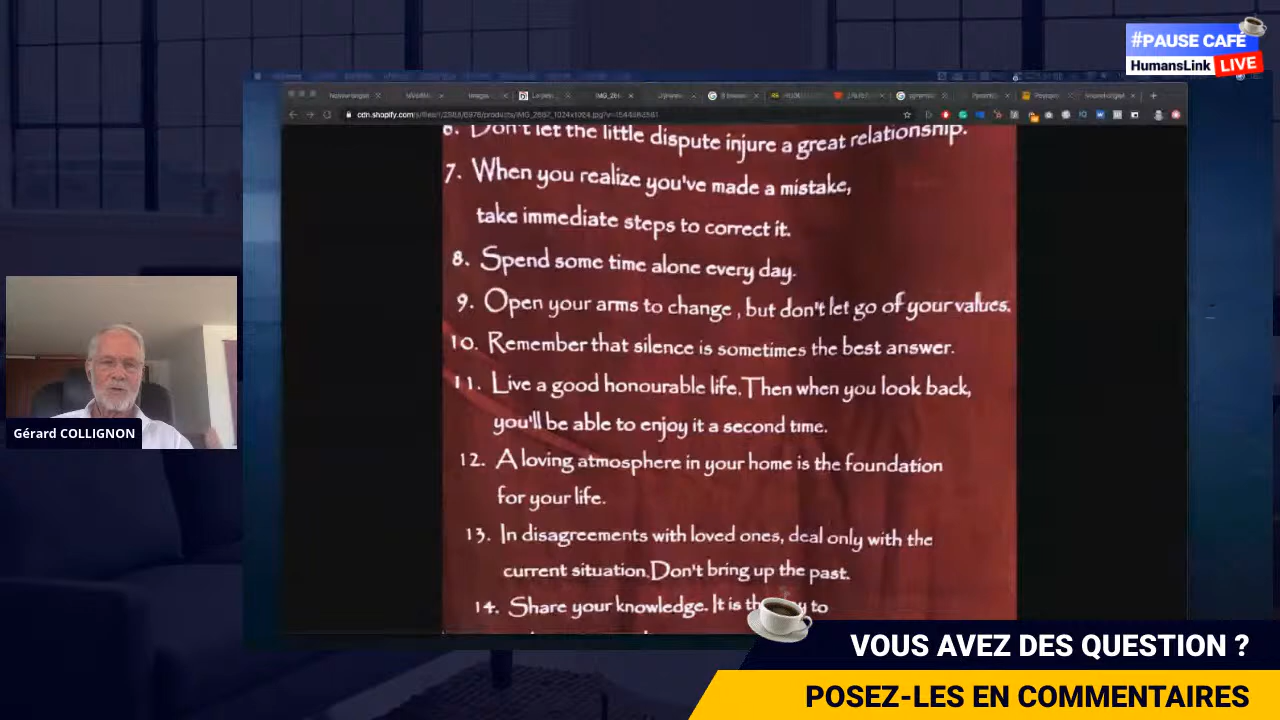 #PAUSE CAFÉ
HumansLink LIVE
cdn.shopify.com
6. Don't let the little dispute injure a great relationship.
7. When you realize you've made a mistake,
take immediate steps to correct it.
8. Spend some time alone every day.
9. Open your arms to change, but don't let go of your values.
10. Remember that silence is sometimes the best answer.
11. Live a good honourable life. Then when you look back,
you'll be able to enjoy it a second time.
12. A loving atmosphere in your home is the foundation
for your life.
13. In disagreements with loved ones, deal only with the
current situation. Don't bring up the past.
14. Share your knowledge. It is to
Gérard COLLIGNON
VOUS AVEZ DES QUESTION ?
POSEZ-LES EN COMMENTAIRES